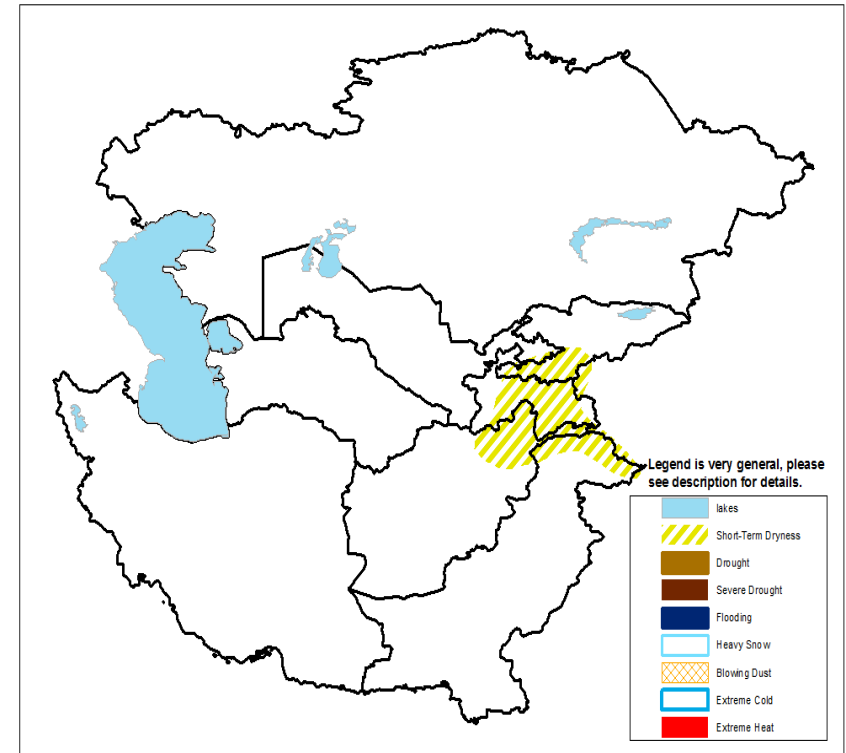 Legend is very general, please
see description for details.
lakes
Short-Term Dryness
Drought
Severe Drought
Flooding
Heavy Snow
Blowing Dust
Extreme Cold
Extreme Heat